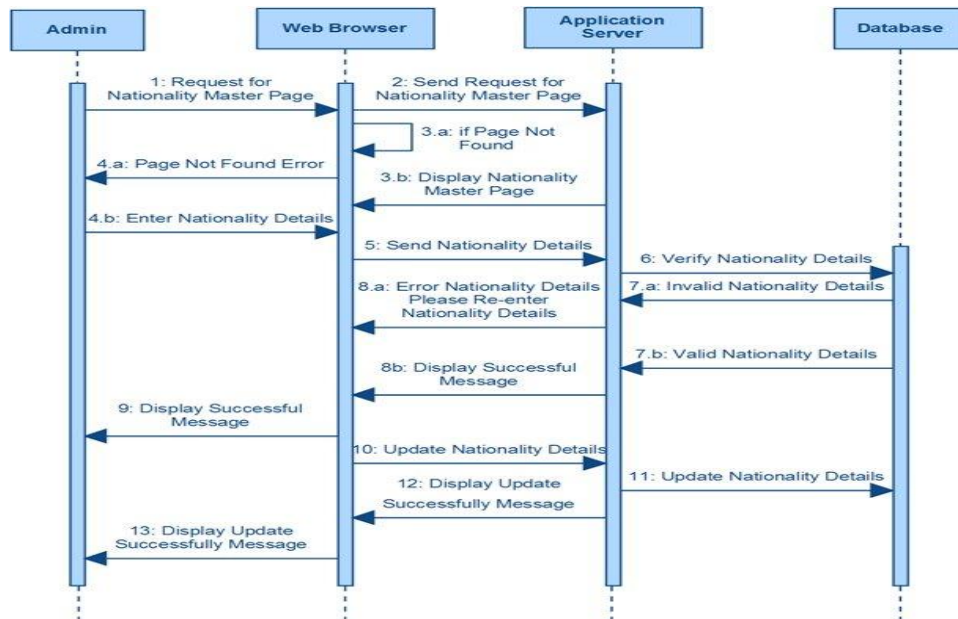 Admin
Web Browser
Application
Server
Database
1: Request for
Nationality Master Page
2: Send Request for
Nationality Master Page
3.a: if Page Not
Found
4.a: Page Not Found Error
3.b: Display Nationality
Master Page
4.b: Enter Nationality Details
5: Send Nationality Details
6: Verify Nationality Details
7.a: Invalid Nationality Details
8.a: Error Nationality Details
Please Re-enter
Nationality Details
7.b: Valid Nationality Details
8b: Display Successful
Message
9: Display Successful
Message
10: Update Nationality Details
11: Update Nationality Details
12: Display Update
Successfully Message
13: Display Update
Successfully Message